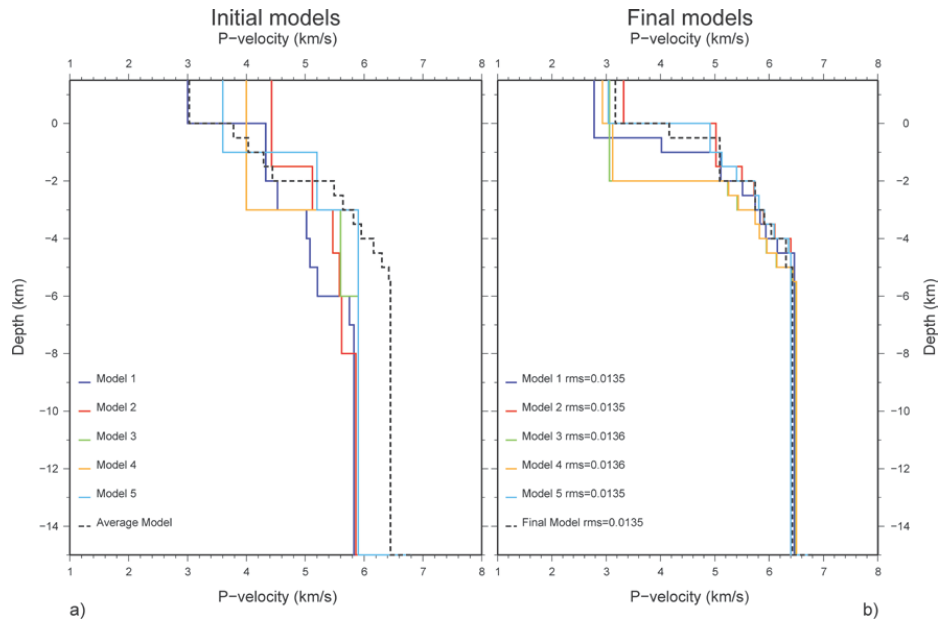 Initial models
P−velocity (km/s)
1 2 3 4 5 6 7 8
Final models
P−velocity (km/s)
1 2 3 4 5 6 7 8
Depth (km)
0
−2
−4
−6
−8
−10
−12
−14
Model 1
Model 2
Model 3
Model 4
Model 5
Average Model
1 2 3 4 5 6 7 8
P−velocity (km/s)
a)
Model 1 rms=0.0135
Model 2 rms=0.0135
Model 3 rms=0.0136
Model 4 rms=0.0136
Model 5 rms=0.0135
Final Model rms=0.0135
0
−2
−4
−6
−8
−10
−12
−14
Depth (km)
1 2 3 4 5 6 7 8
P−velocity (km/s)
b)